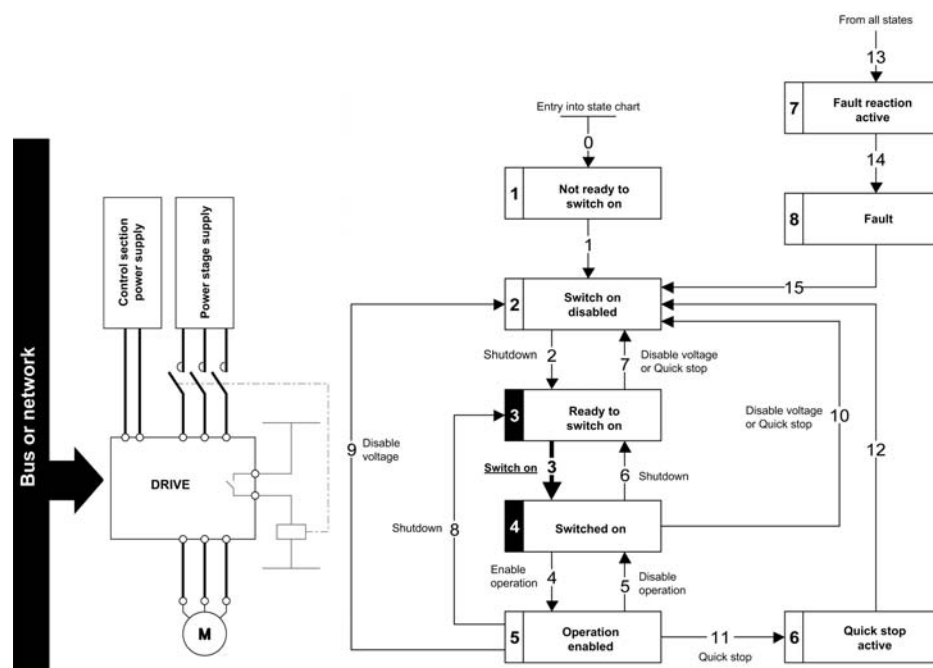 From all states
13
7
Fault reaction
active
14
8
Fault
15
Entry into state chart
0
1
Not ready to
switch on
1
2
Switch on
disabled
Shutdown
2
7
Disable voltage
or Quick stop
3
Ready to
switch on
Switch on
3
6
Shutdown
4
Switched on
Enable
operation
4
5
Disable
operation
5
Operation
enabled
11
Quick stop
6
Quick stop
active
9
Disable
voltage
Shutdown
8
Disable voltage
or Quick stop
10
12
Bus or network
Control section
power supply
Power stage supply
DRIVE
M